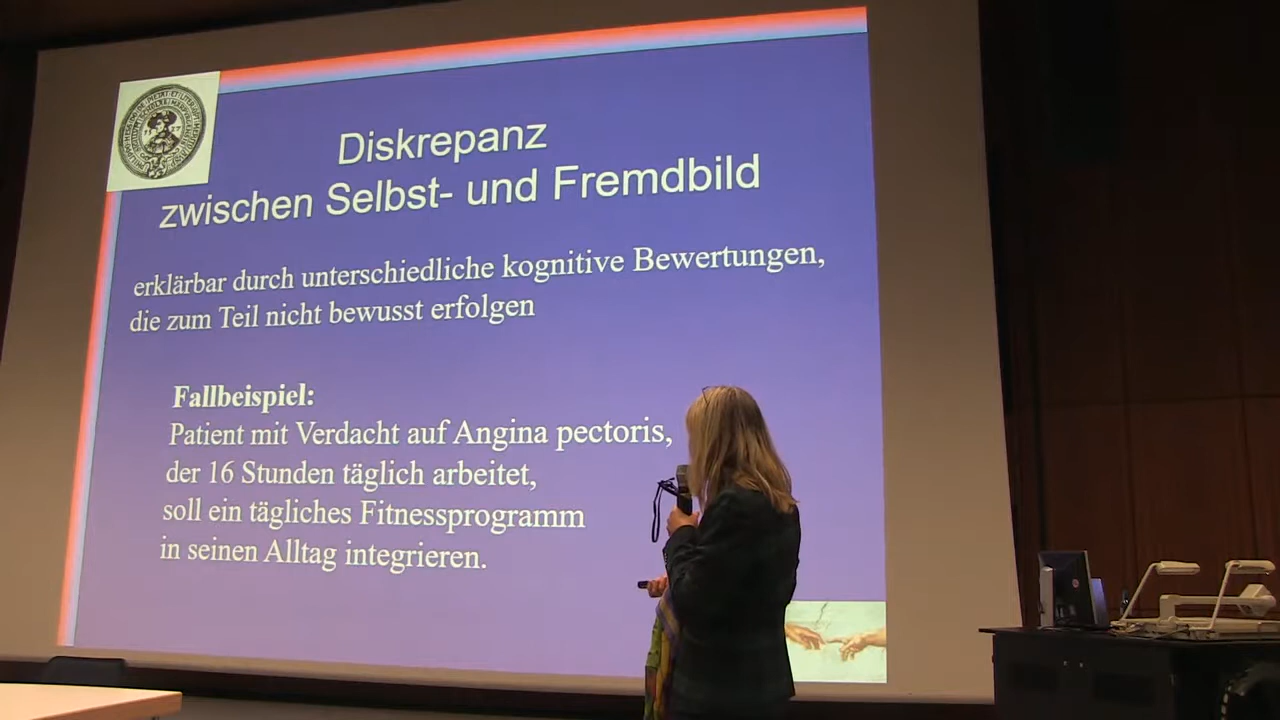 Diskrepanz
zwischen Selbst- und Fremdbild
erklärbar durch unterschiedliche kognitive Bewertungen,
die zum Teil nicht bewusst erfolgen
Fallbeispiel:
Patient mit Verdacht auf Angina pectoris,
der 16 Stunden täglich arbeitet,
soll ein tägliches Fitnessprogramm
in seinen Alltag integrieren.